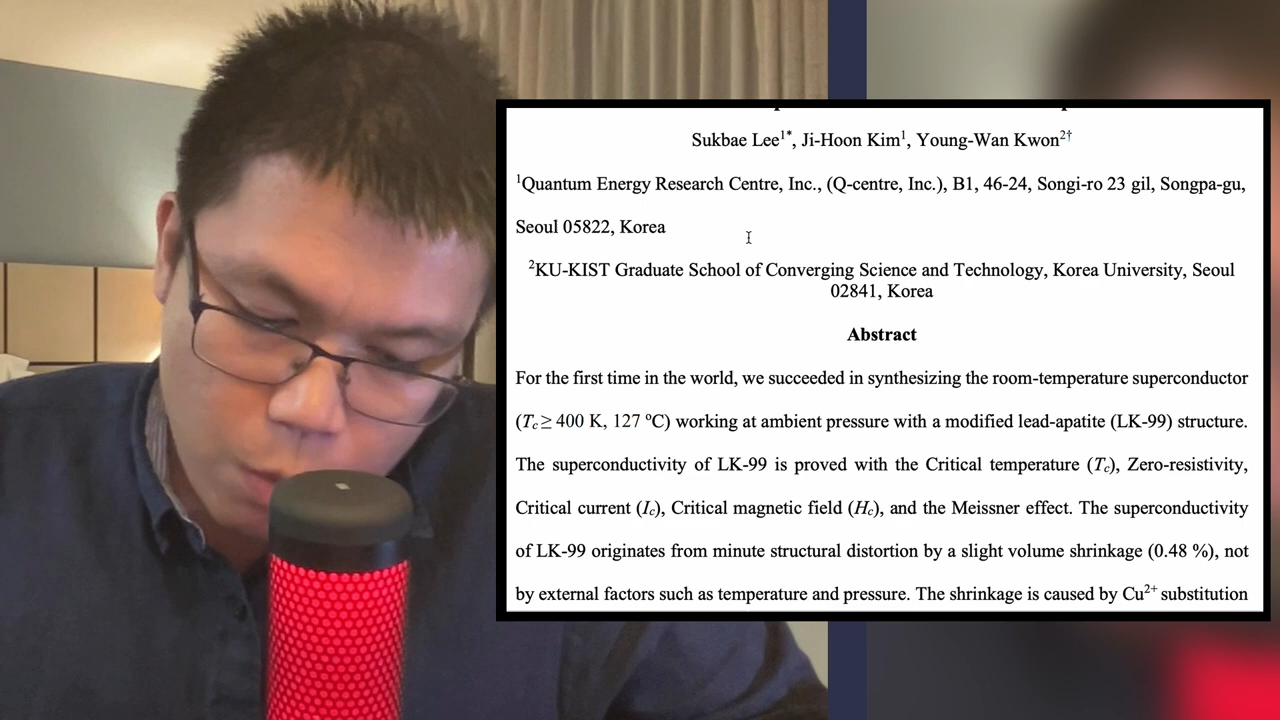 Sukbae Lee¹*, Ji-Hoon Kim¹, Young-Wan Kwon²†
¹Quantum Energy Research Centre, Inc., (Q-centre, Inc.), B1, 46-24, Songi-ro 23 gil, Songpa-gu,
Seoul 05822, Korea
²KU-KIST Graduate School of Converging Science and Technology, Korea University, Seoul
02841, Korea
Abstract
For the first time in the world, we succeeded in synthesizing the room-temperature superconductor
(Tc ≥ 400 K, 127 ºC) working at ambient pressure with a modified lead-apatite (LK-99) structure.
The superconductivity of LK-99 is proved with the Critical temperature (Tc), Zero-resistivity,
Critical current (Ic), Critical magnetic field (Hc), and the Meissner effect. The superconductivity
of LK-99 originates from minute structural distortion by a slight volume shrinkage (0.48 %), not
by external factors such as temperature and pressure. The shrinkage is caused by Cu²⁺ substitution